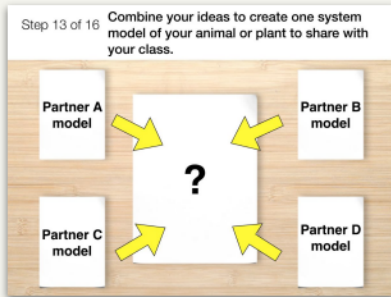 Step 13 of 16
Combine your ideas to create one system
model of your animal or plant to share with
your class.
Partner A
model
Partner B
model
?
Partner C
model
Partner D
model